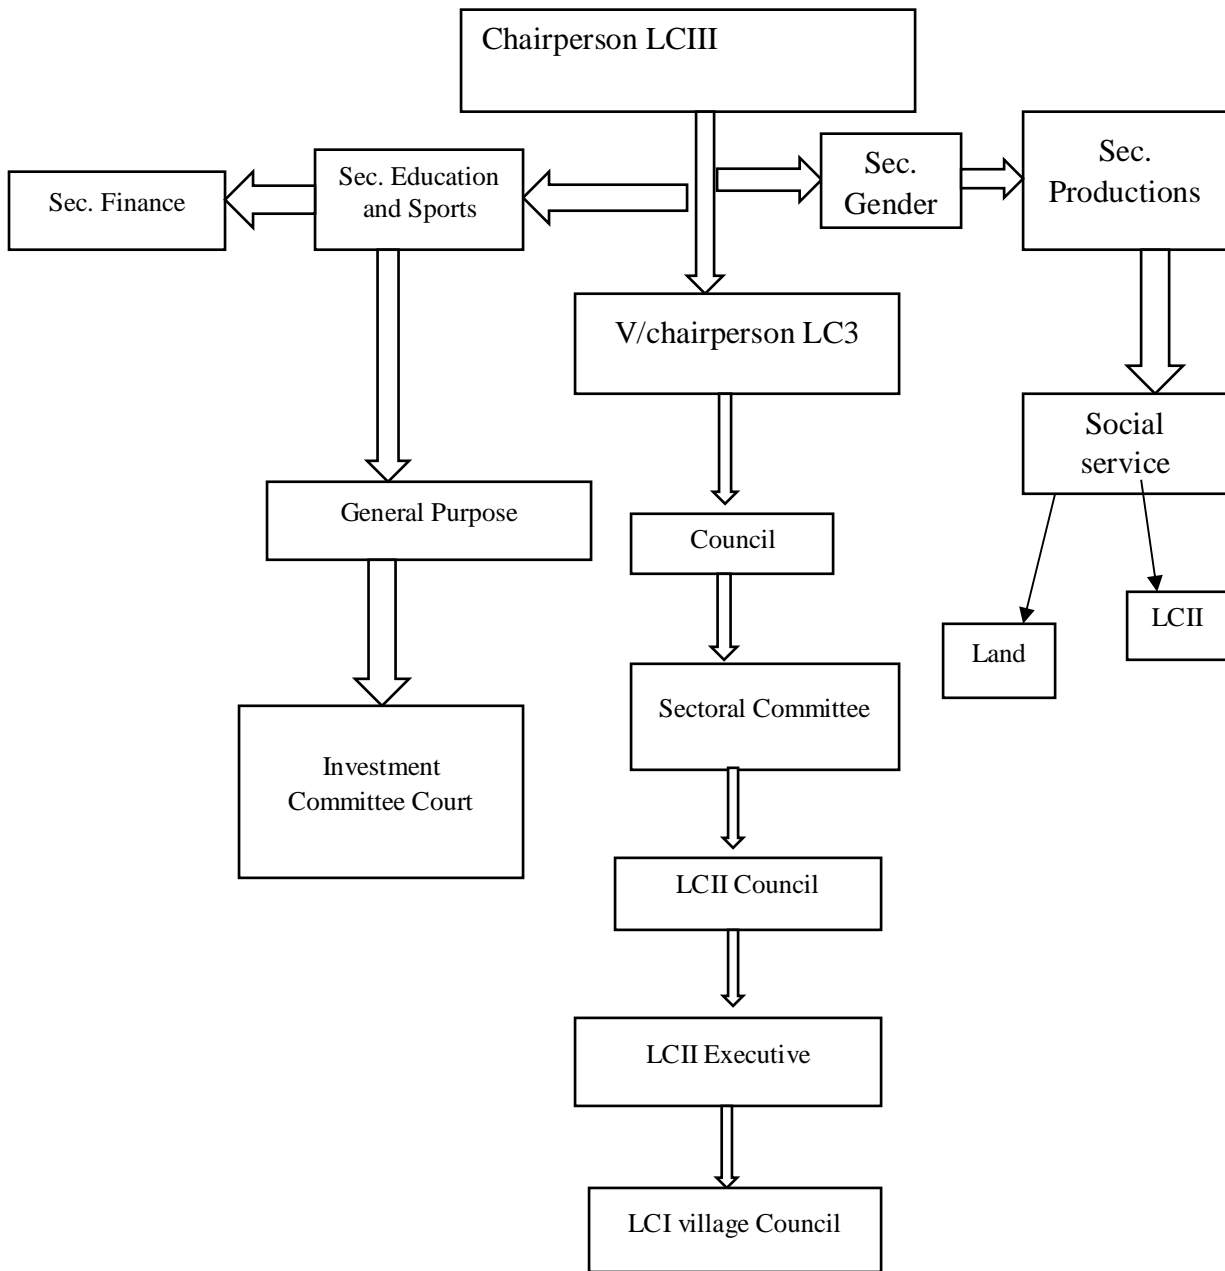 Chairperson LCIII
Sec. Finance
Sec. Education
and Sports
Sec.
Gender
Sec.
Productions
V/chairperson LC3
Social
service
General Purpose
Council
Land
LCII
Sectoral Committee
Investment
Committee Court
LCII Council
LCII Executive
LCI village Council